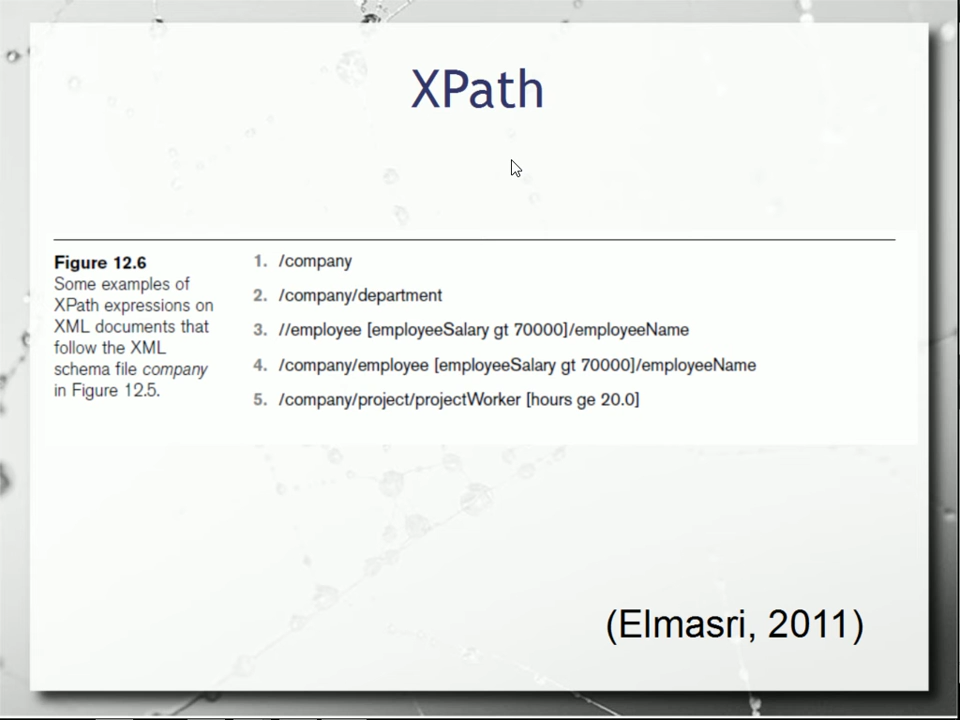 XPath
Figure 12.6
Some examples of
XPath expressions on
XML documents that
follow the XML
schema file company
in Figure 12.5.
1. /company
2. /company/department
3. //employee [employeeSalary gt 70000]/employeeName
4. /company/employee [employeeSalary gt 70000]/employeeName
5. /company/project/projectWorker [hours ge 20.0]
(Elmasri, 2011)